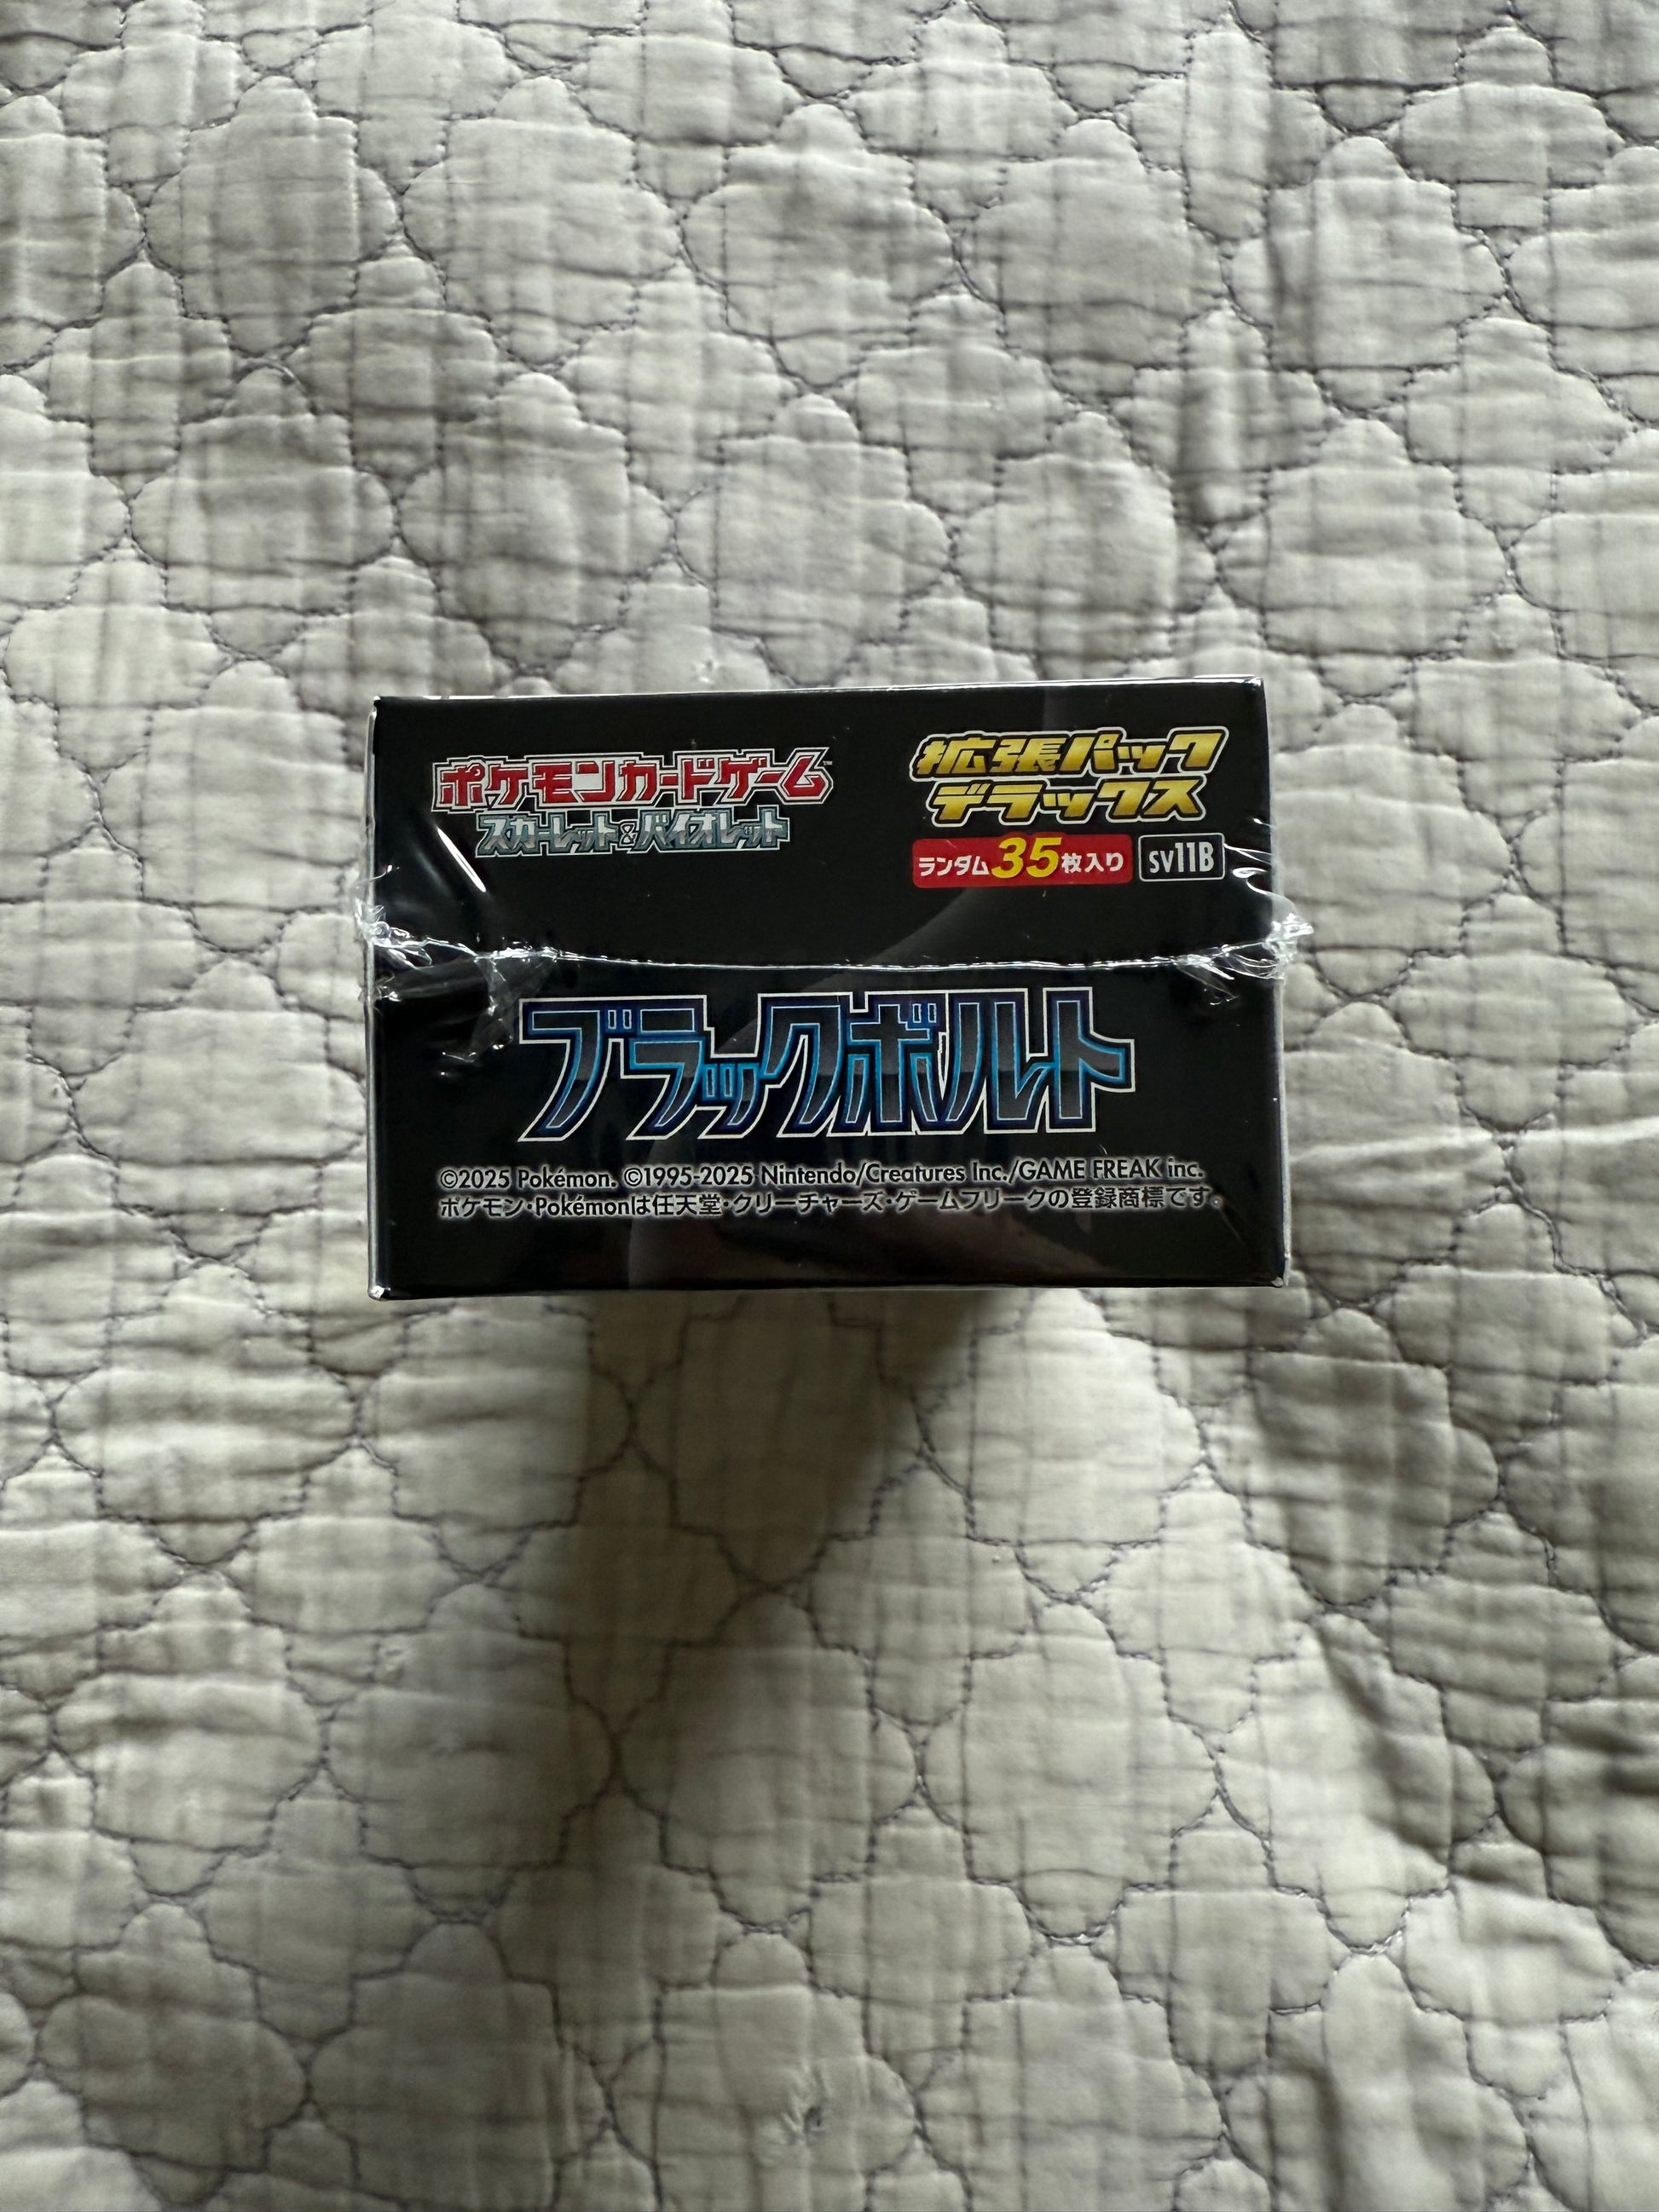 ポケモンカードゲーム™
スカーレット&バイオレット
拡張パック
デラックス
ランダム35枚入り SV11B
ブラックボルト
©2025 Pokémon. ©1995-2025 Nintendo/Creatures Inc./GAME FREAK inc.
ポケモン・Pokémonは任天堂・クリーチャーズ・ゲームフリークの登録商標です。